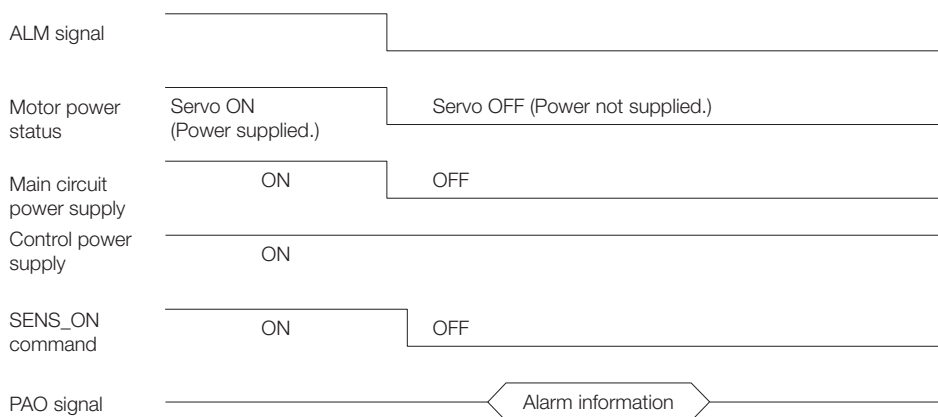 ALM signal
Motor power
status
Servo ON
(Power supplied.)
Servo OFF (Power not supplied.)
Main circuit
power supply
ON
OFF
Control power
supply
ON
SENS_ON
command
ON
OFF
PAO signal
Alarm information